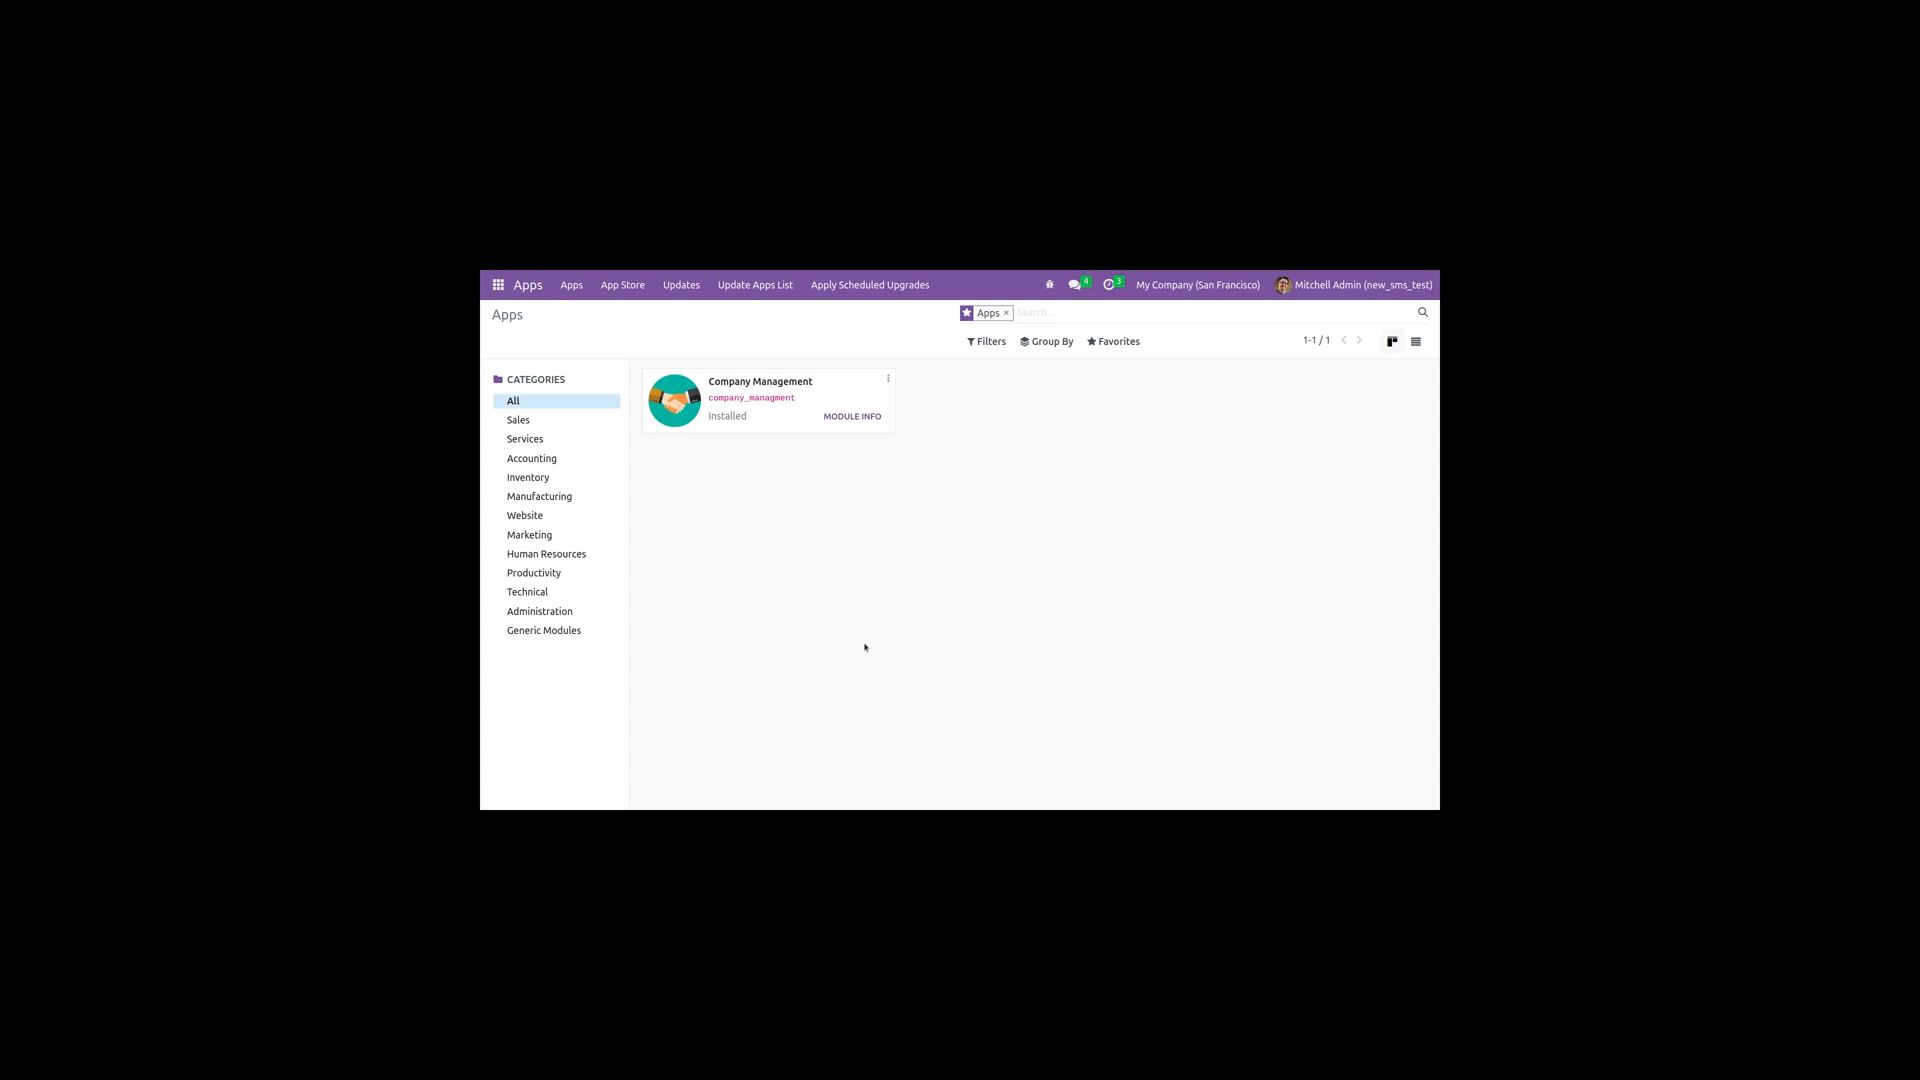 Apps Apps App Store Updates Update Apps List Apply Scheduled Upgrades 4 3 My Company (San Francisco) Mitchell Admin (new_sms_test)
Apps
Apps × Search...
Filters Group By Favorites 1-1 / 1
CATEGORIES
All
Sales
Services
Accounting
Inventory
Manufacturing
Website
Marketing
Human Resources
Productivity
Technical
Administration
Generic Modules
Company Management
company_managment
Installed MODULE INFO